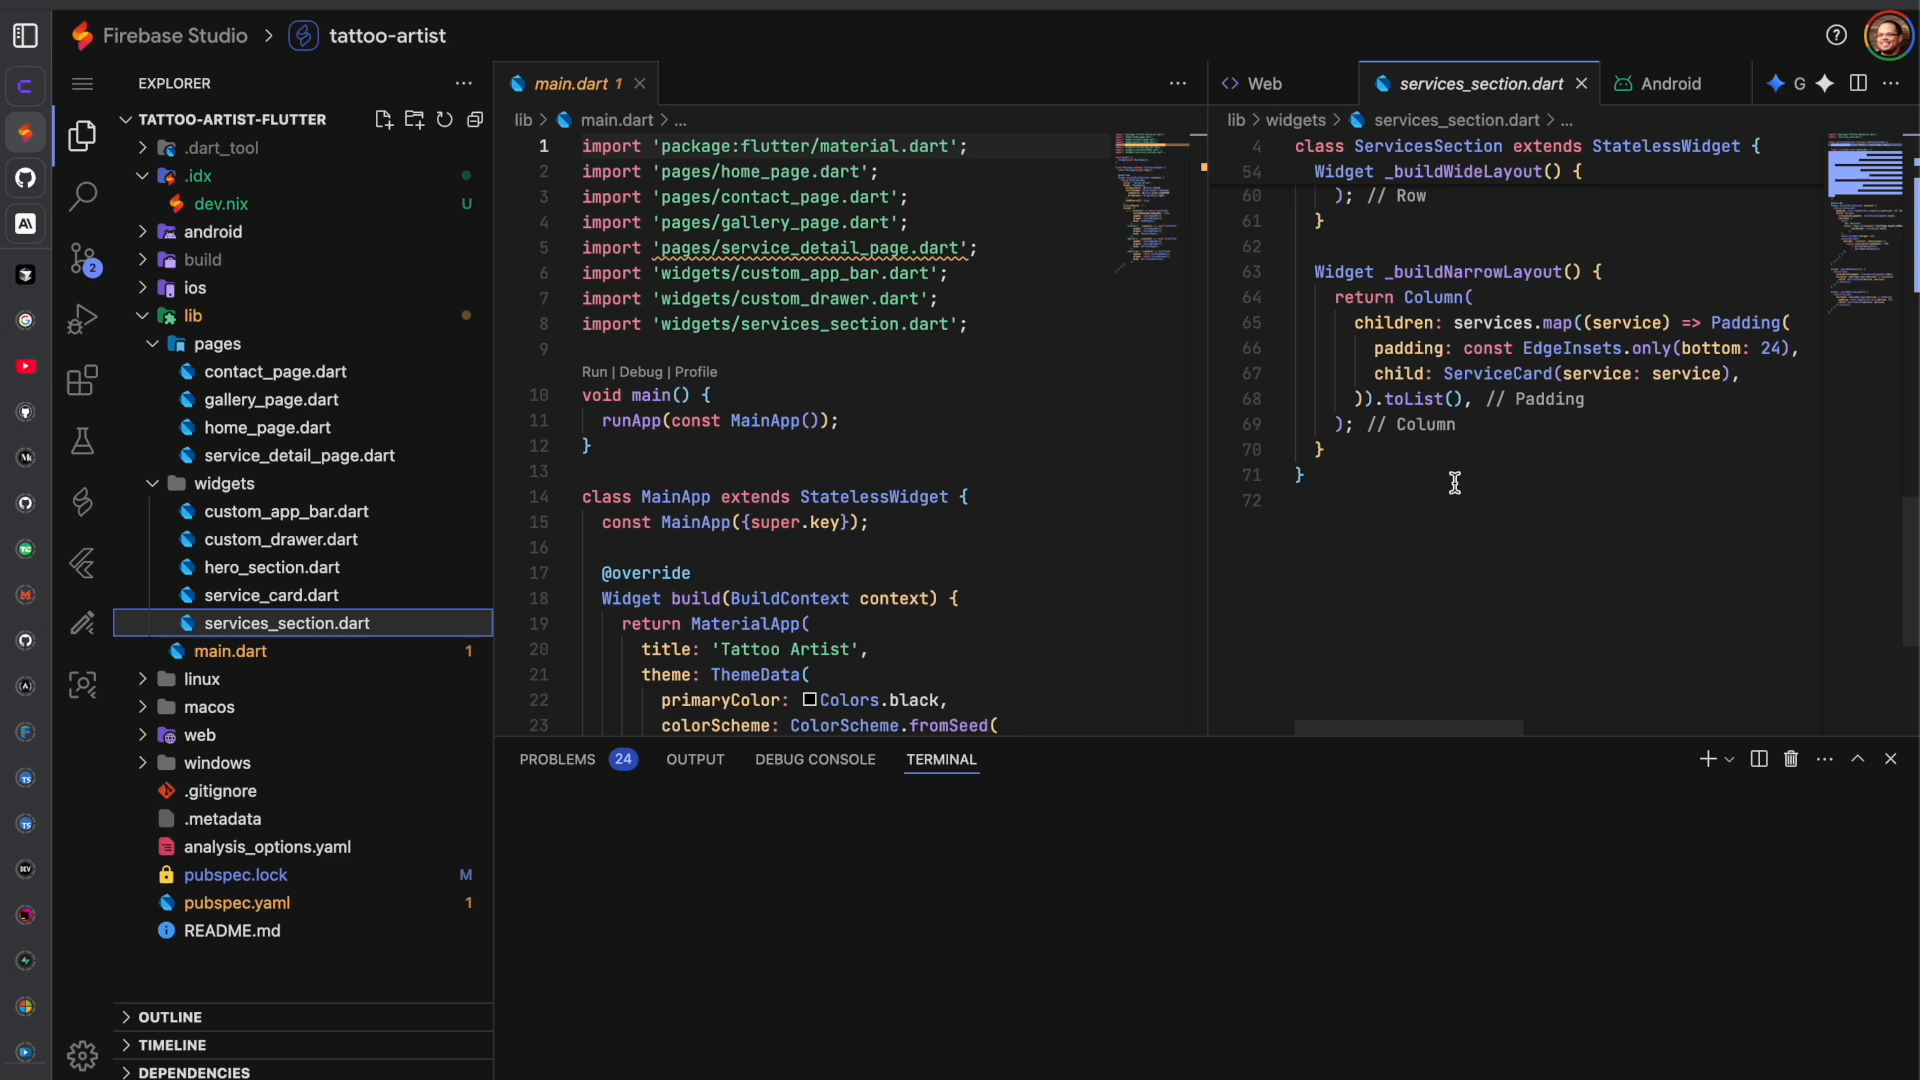 Firebase Studio > tattoo-artist
EXPLORER
TATTOO-ARTIST-FLUTTER
.dart_tool
.idx
dev.nix U
android
build
ios
lib
pages
contact_page.dart
gallery_page.dart
home_page.dart
service_detail_page.dart
widgets
custom_app_bar.dart
custom_drawer.dart
hero_section.dart
service_card.dart
services_section.dart
main.dart 1
linux
macos
web
windows
.gitignore
.metadata
analysis_options.yaml
pubspec.lock M
pubspec.yaml 1
README.md
OUTLINE
TIMELINE
DEPENDENCIES
2
main.dart 1
lib > main.dart > ...
1 import 'package:flutter/material.dart';
2 import 'pages/home_page.dart';
3 import 'pages/contact_page.dart';
4 import 'pages/gallery_page.dart';
5 import 'pages/service_detail_page.dart';
6 import 'widgets/custom_app_bar.dart';
7 import 'widgets/custom_drawer.dart';
8 import 'widgets/services_section.dart';
9
Run | Debug | Profile
10 void main() {
11 runApp(const MainApp());
12 }
13
14 class MainApp extends StatelessWidget {
15 const MainApp({super.key});
16
17 @override
18 Widget build(BuildContext context) {
19 return MaterialApp(
20 title: 'Tattoo Artist',
21 theme: ThemeData(
22 primaryColor: Colors.black,
23 colorScheme: ColorScheme.fromSeed(
Web
services_section.dart
Android
G
lib > widgets > services_section.dart > ...
4 class ServicesSection extends StatelessWidget {
54 Widget _buildWideLayout() {
60 ); // Row
61 }
62
63 Widget _buildNarrowLayout() {
64 return Column(
65 children: services.map((service) => Padding(
66 padding: const EdgeInsets.only(bottom: 24),
67 child: ServiceCard(service: service),
68 )).toList(), // Padding
69 ); // Column
70 }
71 }
72
PROBLEMS 24 OUTPUT DEBUG CONSOLE TERMINAL